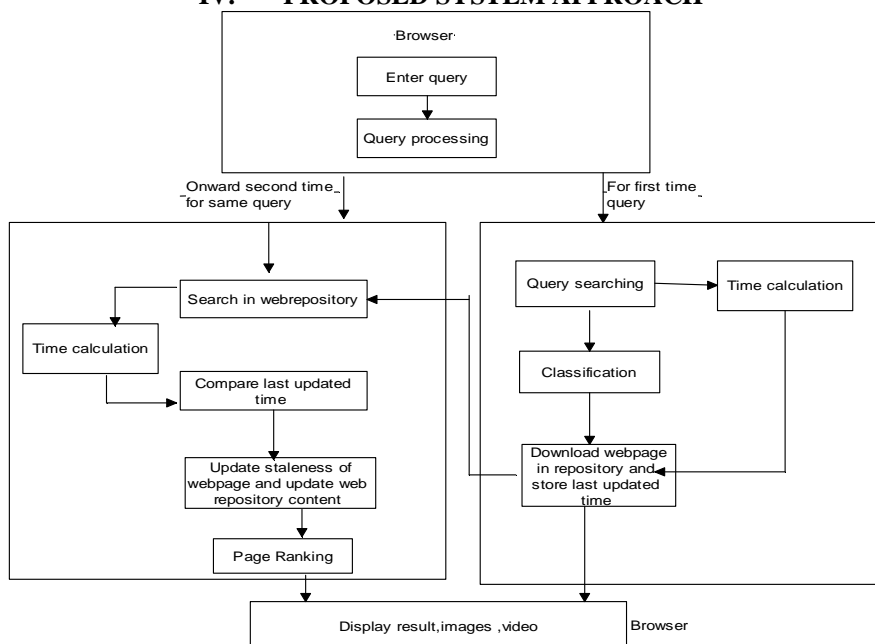 IV. PROPOSED SYSTEM APPROACH
Browser
Enter query
Query processing
Onward second time
for same query
For first time
query
Search in webrepository
Time calculation
Compare last updated
time
Update staleness of
webpage and update web
repository content
Page Ranking
Query searching
Time calculation
Classification
Download webpage
in repository and
store last updated
time
Display result,images ,video
Browser